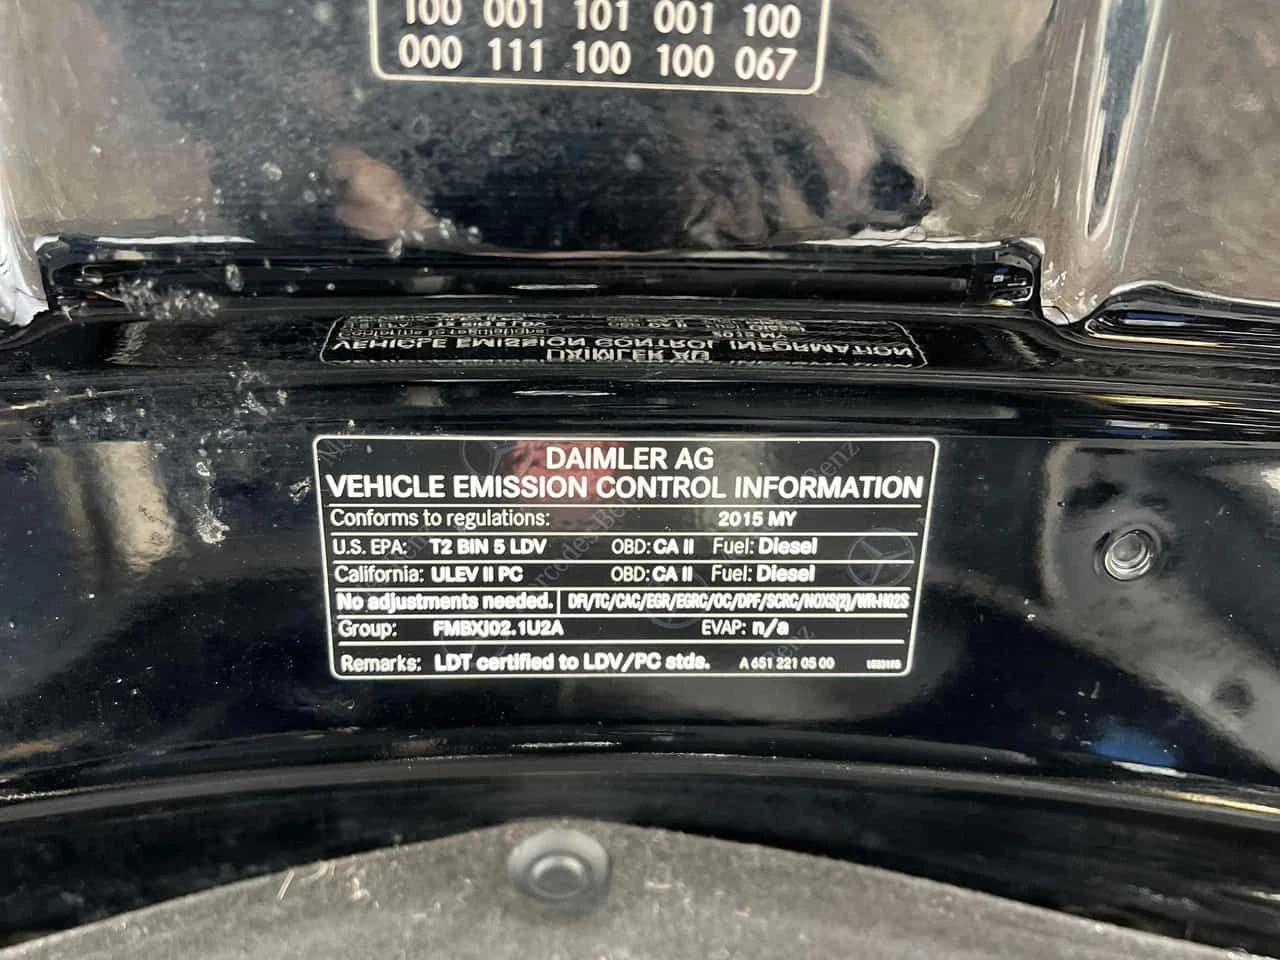 100 001 101 001 100
000 111 100 100 067
DAIMLER AG
VEHICLE EMISSION CONTROL INFORMATION
Conforms to regulations: 2015 MY
U.S. EPA: T2 BIN 5 LDV OBD: CA II Fuel: Diesel
California: ULEV II PC OBD: CA II Fuel: Diesel
No adjustments needed. DFI/TC/CAC/EGR/EGRC/OC/DPF/SCRC/NOXS(2)/WR-HO2S
Group: FMBXJ02.1U2A EVAP: n/a
Remarks: LDT certified to LDV/PC stds. A 651 221 05 00
Mercedes-Benz